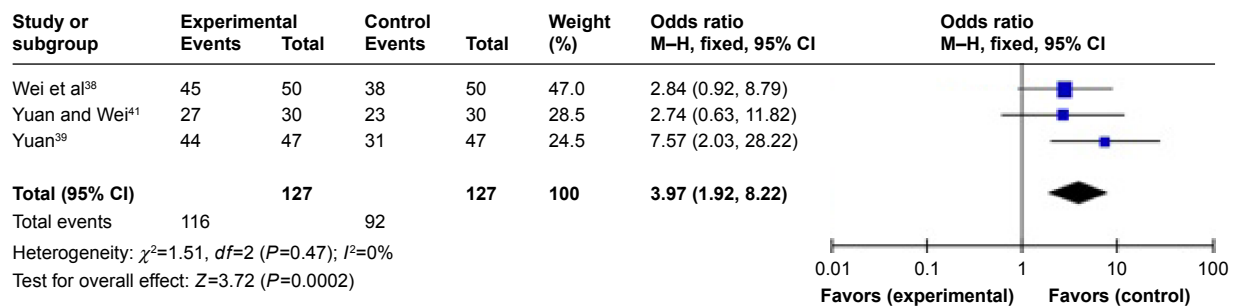 Study or Experimental Control Weight Odds ratio Odds ratio
subgroup Events Total Events Total (%) M–H, fixed, 95% CI M–H, fixed, 95% CI
Wei et al³⁸ 45 50 38 50 47.0 2.84 (0.92, 8.79)
Yuan and Wei⁴¹ 27 30 23 30 28.5 2.74 (0.63, 11.82)
Yuan³⁹ 44 47 31 47 24.5 7.57 (2.03, 28.22)
Total (95% CI) 127 127 100 3.97 (1.92, 8.22)
Total events 116 92
Heterogeneity: χ²=1.51, df=2 (P=0.47); I²=0%
Test for overall effect: Z=3.72 (P=0.0002)
0.01 0.1 1 10 100
Favors (experimental) Favors (control)